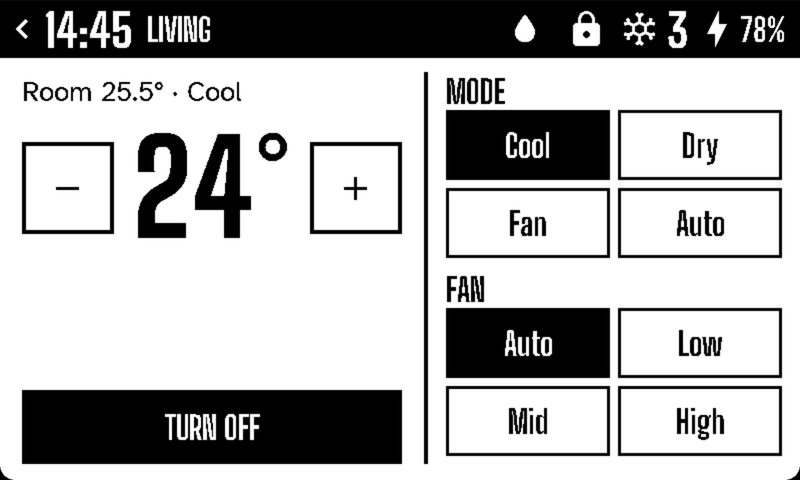 14:45 LIVING 3 78%
Room 25.5° · Cool
− 24° +
TURN OFF
MODE
Cool Dry
Fan Auto
FAN
Auto Low
Mid High